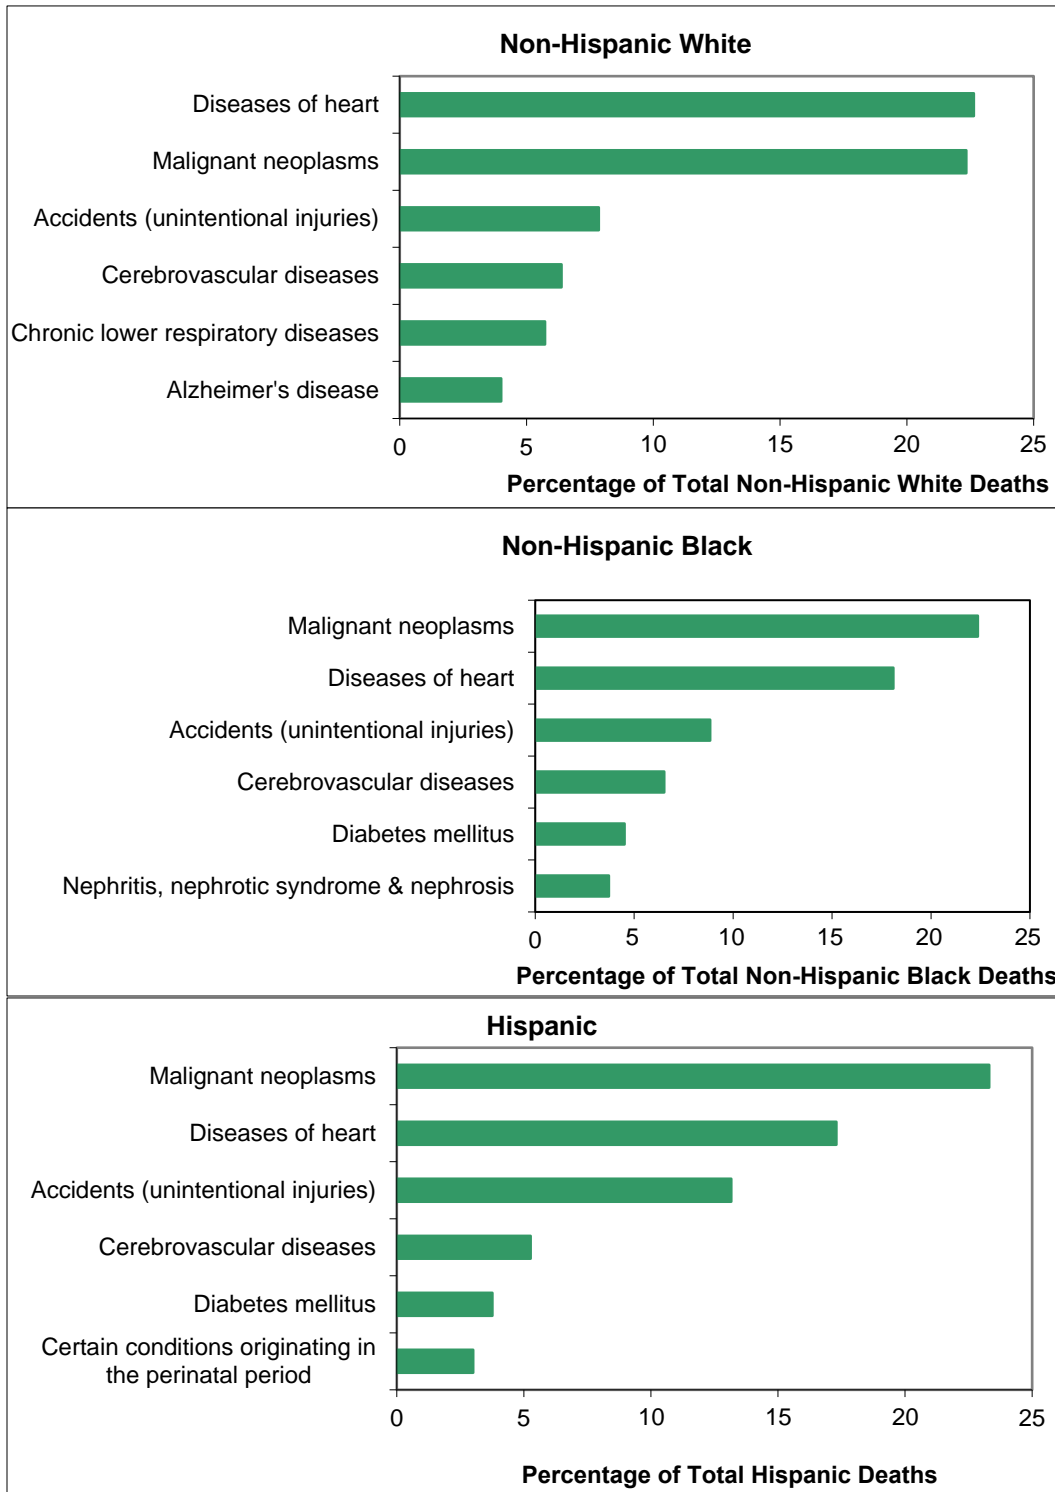 Non-Hispanic White
Diseases of heart
Malignant neoplasms
Accidents (unintentional injuries)
Cerebrovascular diseases
Chronic lower respiratory diseases
Alzheimer's disease
0 5 10 15 20 25
Percentage of Total Non-Hispanic White Deaths
Non-Hispanic Black
Malignant neoplasms
Diseases of heart
Accidents (unintentional injuries)
Cerebrovascular diseases
Diabetes mellitus
Nephritis, nephrotic syndrome & nephrosis
0 5 10 15 20 25
Percentage of Total Non-Hispanic Black Deaths
Hispanic
Malignant neoplasms
Diseases of heart
Accidents (unintentional injuries)
Cerebrovascular diseases
Diabetes mellitus
Certain conditions originating in
the perinatal period
0 5 10 15 20 25
Percentage of Total Hispanic Deaths